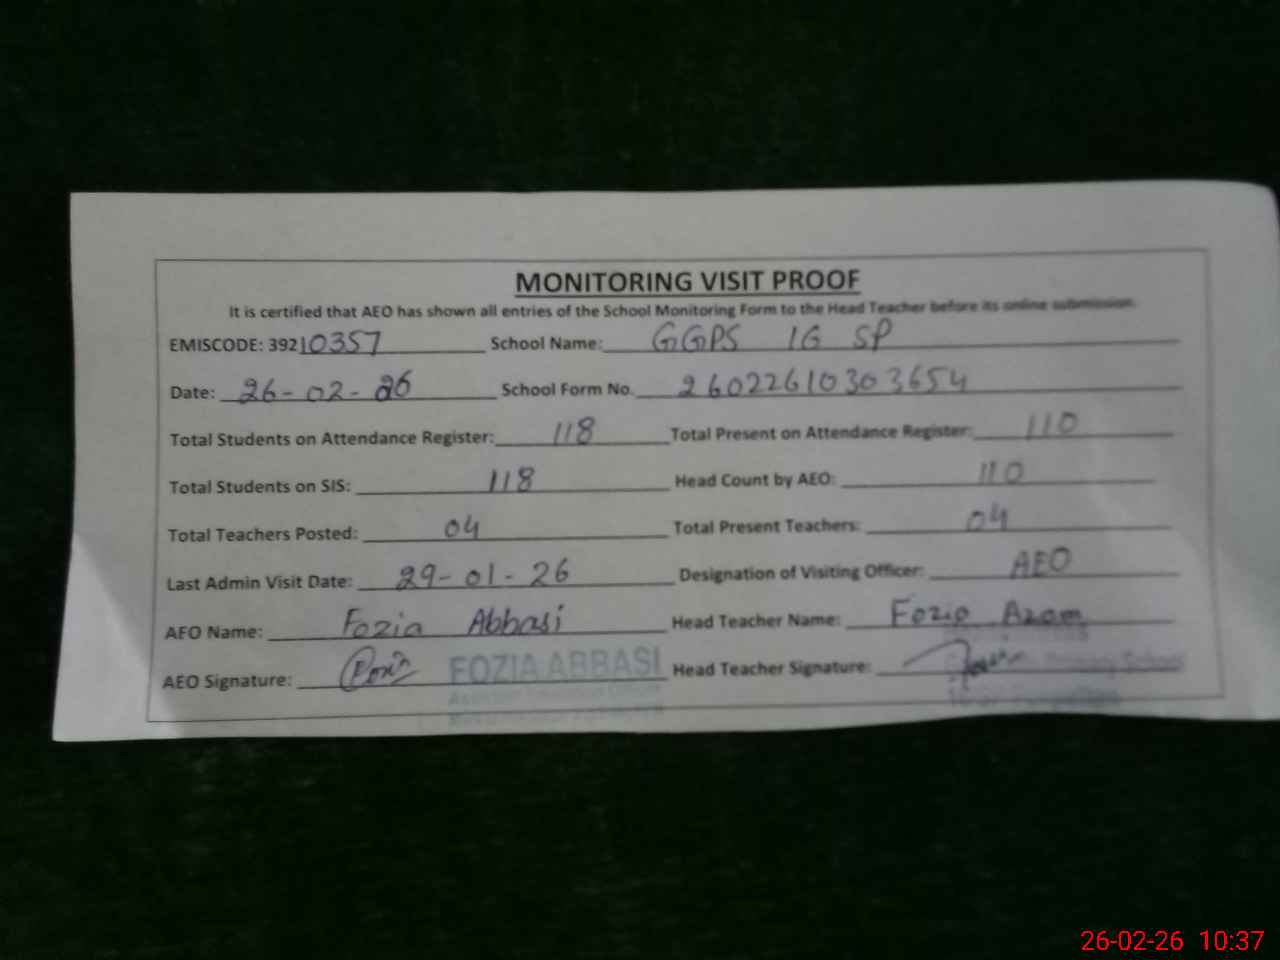 MONITORING VISIT PROOF
It is certified that AEO has shown all entries of the School Monitoring Form to the Head Teacher before its online submission.
EMISCODE: 39210357 School Name: GGPS 1G SP
Date: 26-02-26 School Form No. 26022610303654
Total Students on Attendance Register: 118 Total Present on Attendance Register: 110
Total Students on SIS: 118 Head Count by AEO: 110
Total Teachers Posted: 04 Total Present Teachers: 04
Last Admin Visit Date: 29-01-26 Designation of Visiting Officer: AEO
AEO Name: Fozia Abbasi Head Teacher Name: Fozia Azam
AEO Signature: FOZIA ABBASI Head Teacher Signature:
26-02-26 10:37